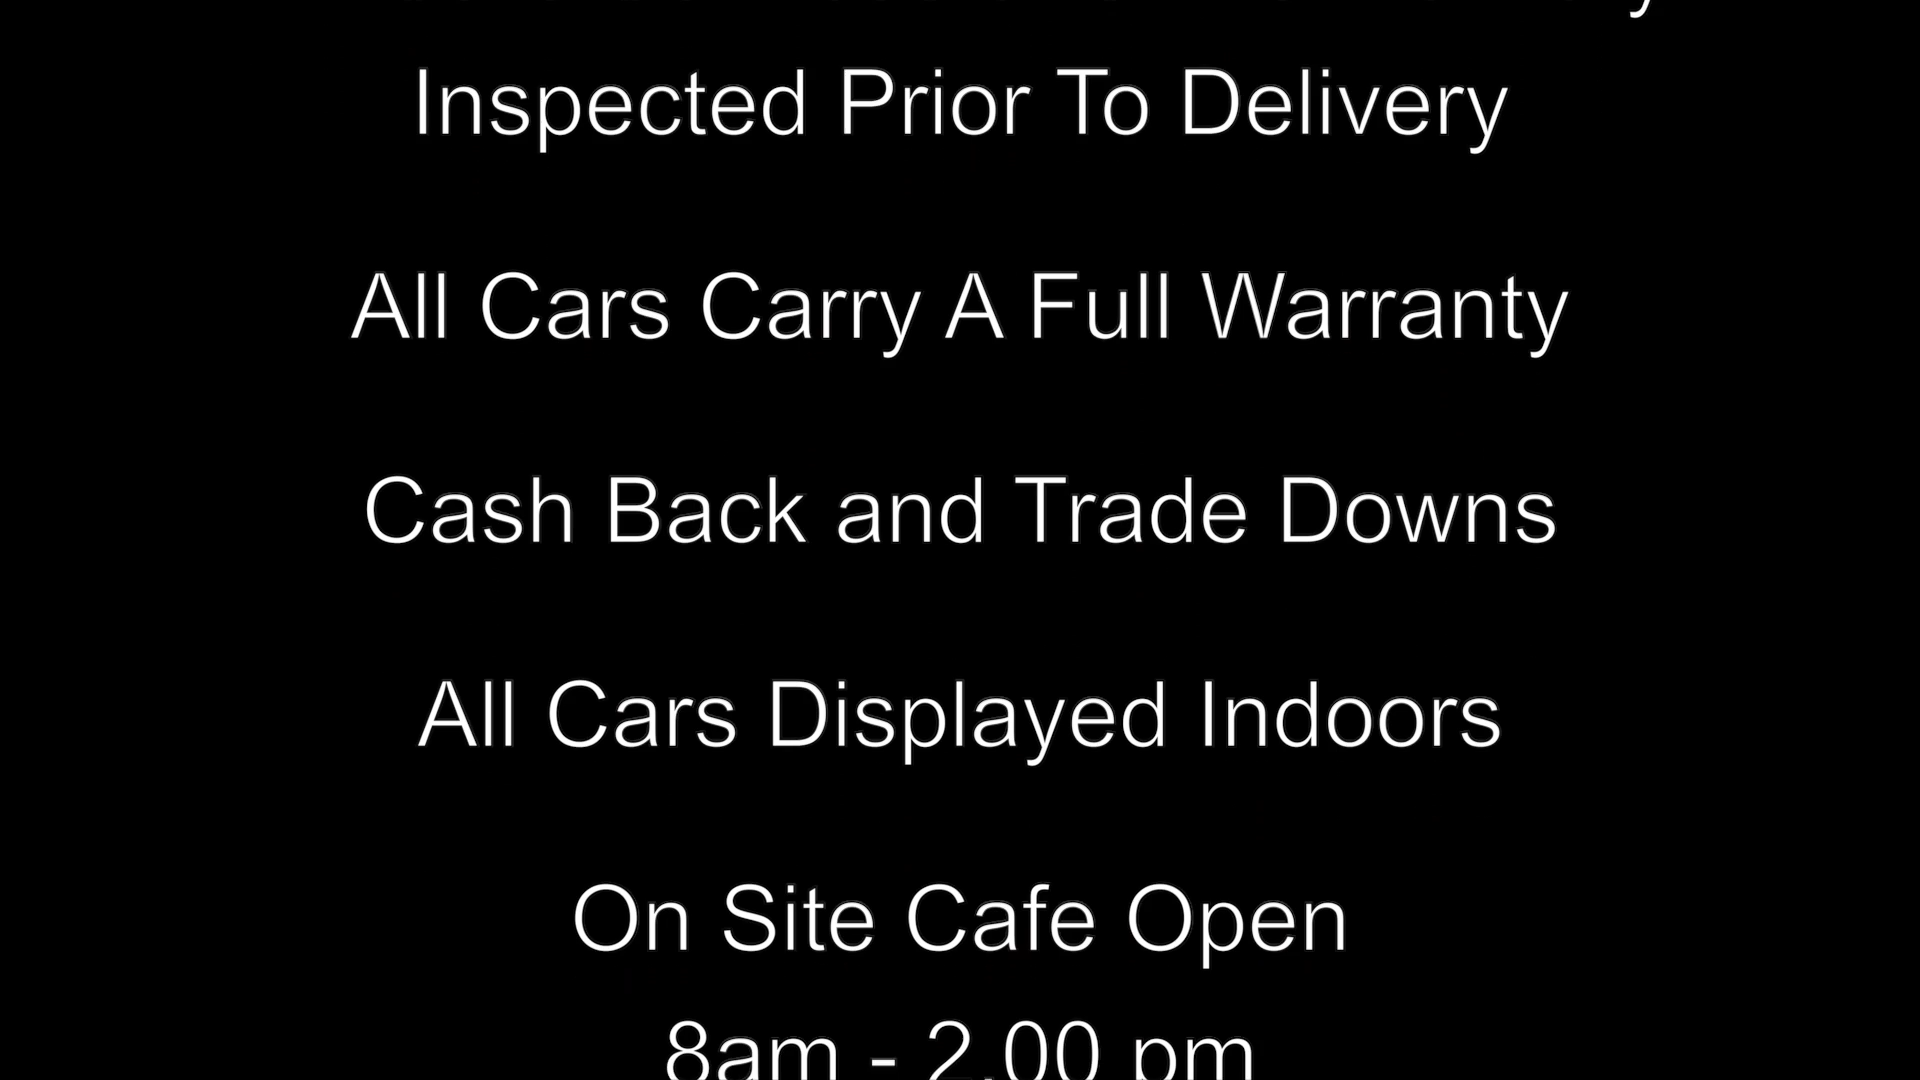 Inspected Prior To Delivery
All Cars Carry A Full Warranty
Cash Back and Trade Downs
All Cars Displayed Indoors
On Site Cafe Open
8am - 2.00 pm